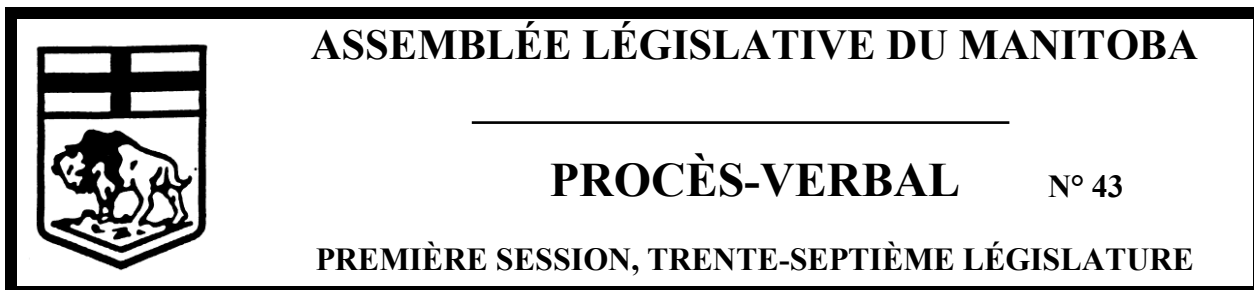 ASSEMBLÉE LÉGISLATIVE DU MANITOBA
PROCÈS-VERBAL N° 43
PREMIÈRE SESSION, TRENTE-SEPTIÈME LÉGISLATURE